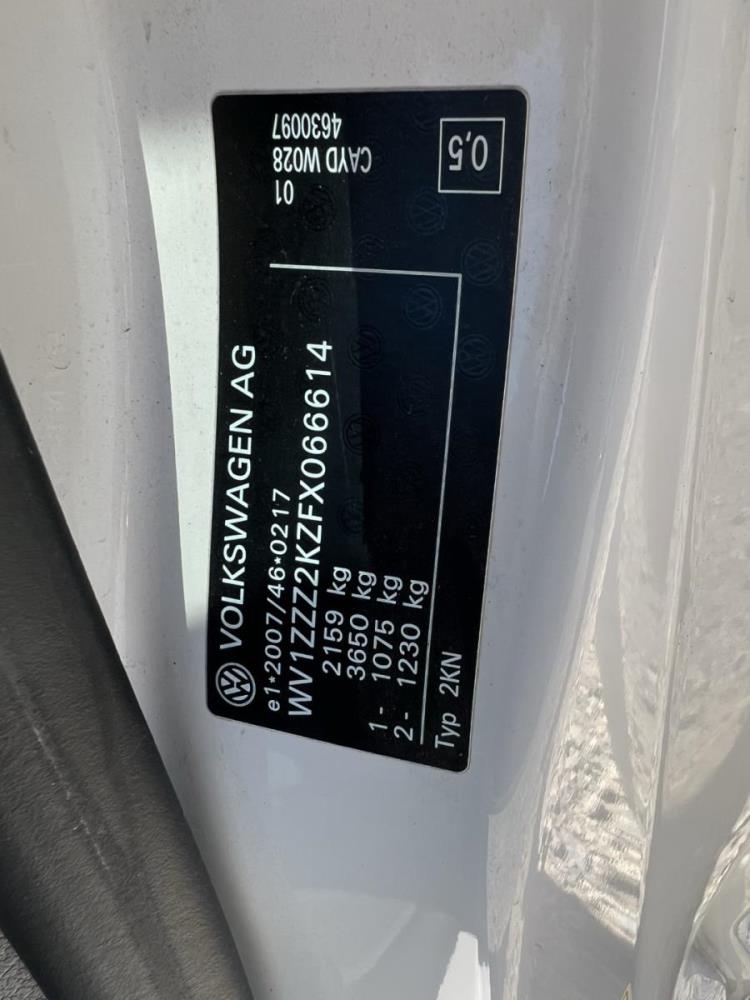 VOLKSWAGEN AG
e1*2007/46*0217
WV1ZZZ2KZFX066614
2159 kg
3650 kg
1- 1075 kg
2- 1230 kg
Typ 2KN
4630097
CAYD W028
01
0,5